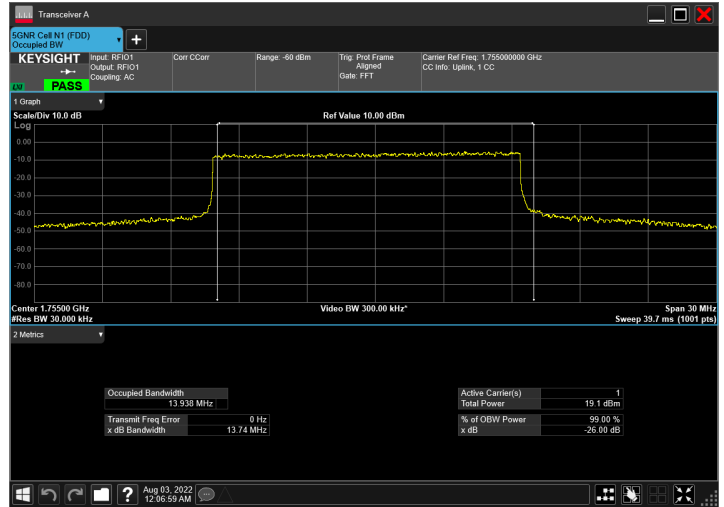 Transceiver A
5GNR Cell N1 (FDD)
Occupied BW
KEYSIGHT
LXI
PASS
Input: RFIO1
Output: RFIO1
Coupling: AC
Corr CCorr
Range: -60 dBm
Trig: Prot Frame
Aligned
Gate: FFT
Carrier Ref Freq: 1.755000000 GHz
CC Info: Uplink, 1 CC
1 Graph
Scale/Div 10.0 dB
Ref Value 10.00 dBm
Log
0.00
-10.0
-20.0
-30.0
-40.0
-50.0
-60.0
-70.0
-80.0
Center 1.75500 GHz
Video BW 300.00 kHz*
Span 30 MHz
#Res BW 30.000 kHz
Sweep 39.7 ms (1001 pts)
2 Metrics
Occupied Bandwidth
13.938 MHz
Transmit Freq Error 0 Hz
x dB Bandwidth 13.74 MHz
Active Carrier(s) 1
Total Power 19.1 dBm
% of OBW Power 99.00 %
x dB -26.00 dB
Aug 03, 2022
12:06:59 AM